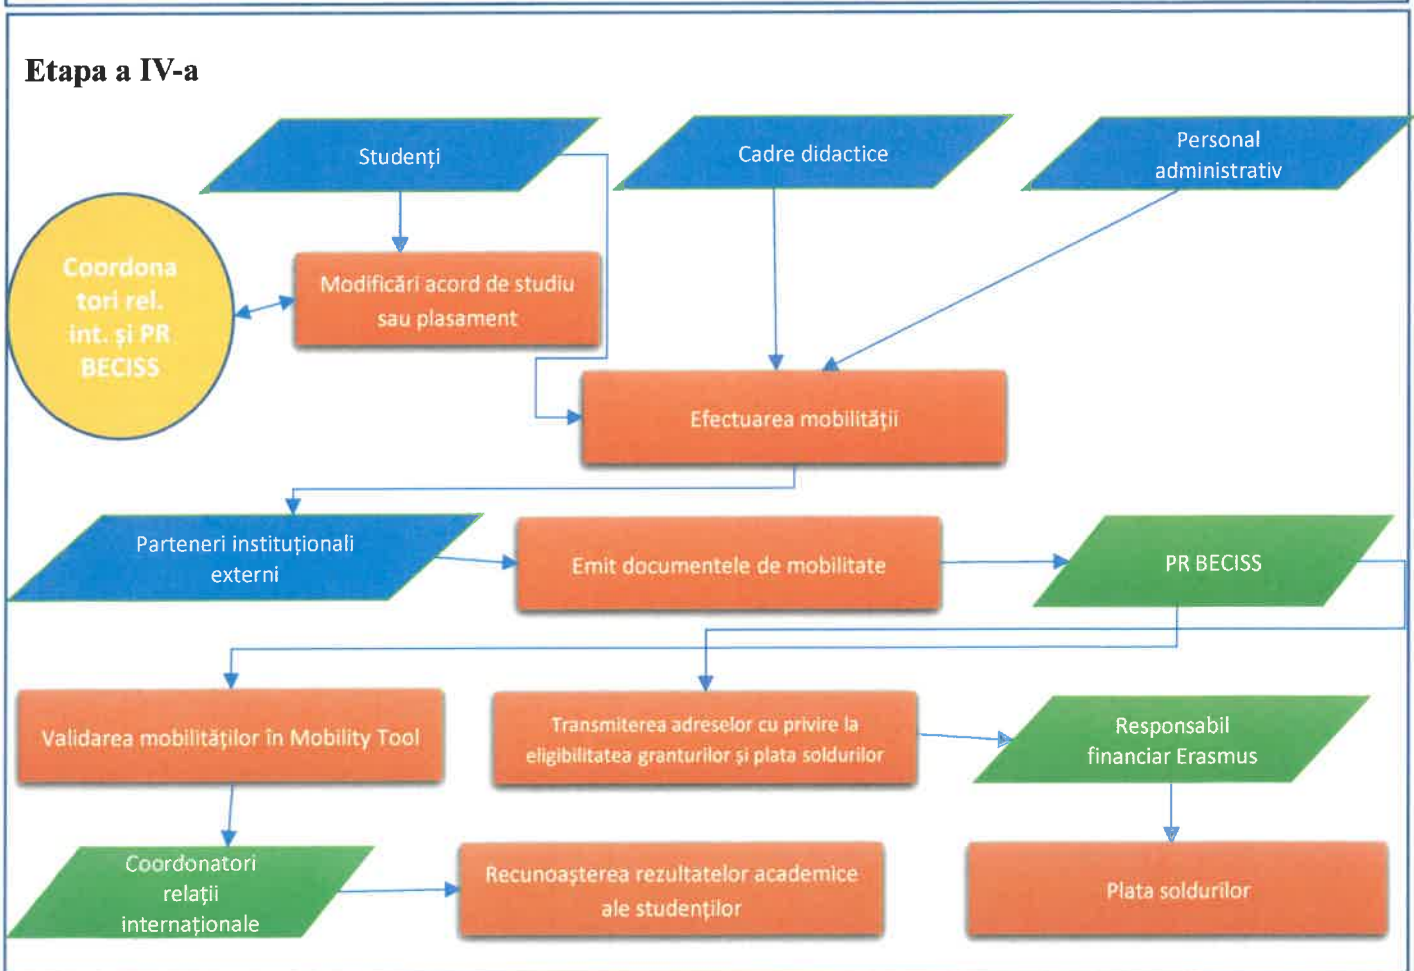 Etapa a IV-a
Studenți
Cadre didactice
Personal
administrativ
Coordona
tori rel.
int. și PR
BECISS
Modificări acord de studiu
sau plasament
Efectuarea mobilității
Parteneri instituționali
externi
Emit documentele de mobilitate
PR BECISS
Validarea mobilităților în Mobility Tool
Transmiterea adreselor cu privire la
eligibilitatea granturilor și plata soldurilor
Responsabil
financiar Erasmus
Coordonatori
relații
internaționale
Recunoașterea rezultatelor academice
ale studenților
Plata soldurilor